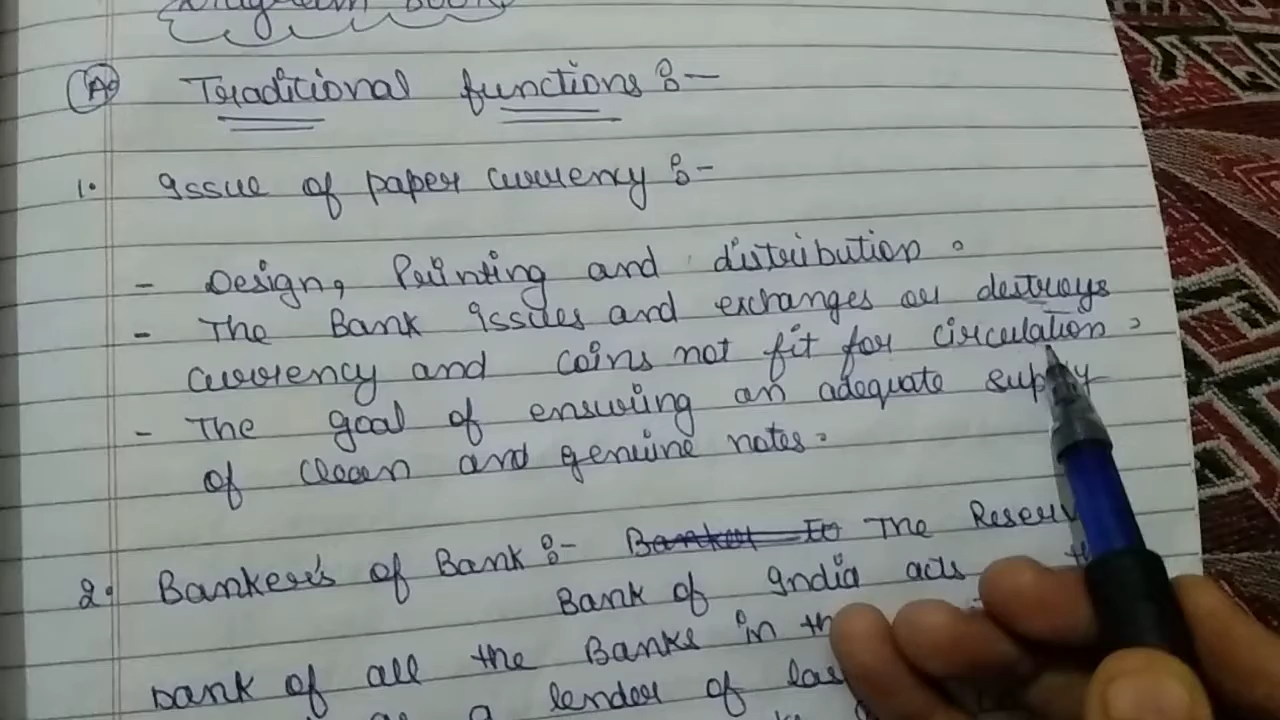 A. Traditional functions :-
1. Issue of paper currency :-
- Design, Printing and distribution.
- The Bank issues and exchanges or destroys
currency and coins not fit for circulation.
- The goal of ensuring an adequate supply
of clean and genuine notes.
2. Banker's of Bank :- The Reserv
Bank of India acts
bank of all the Banks in
a lender of